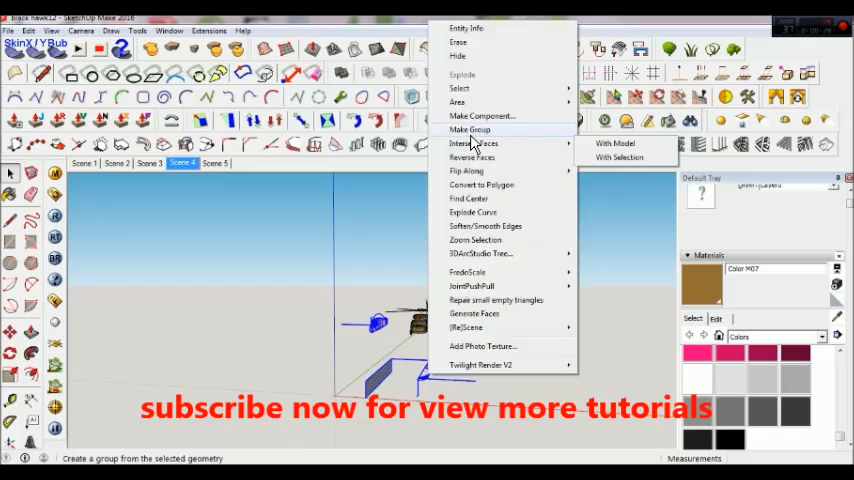 black hawk12 - SketchUp Make 2016
File Edit View Camera Draw Tools Window Extensions Help
SkinX / YBub
Scene 1 Scene 2 Scene 3 Scene 4 Scene 5
Entity Info
Erase
Hide
Explode
Select
Area
Make Component...
Make Group
Intersect Faces
With Model
With Selection
Reverse Faces
Flip Along
Convert to Polygon
Find Center
Explode Curve
Soften/Smooth Edges
Zoom Selection
3DArcStudio Tree...
FredoScale
JointPushPull
Repair small empty triangles
Generate Faces
[Re]Scene
Add Photo Texture...
Twilight Render V2
Default Tray
Materials
Color M07
Select Edit
Colors
subscribe now for view more tutorials
Create a group from the selected geometry
Measurements